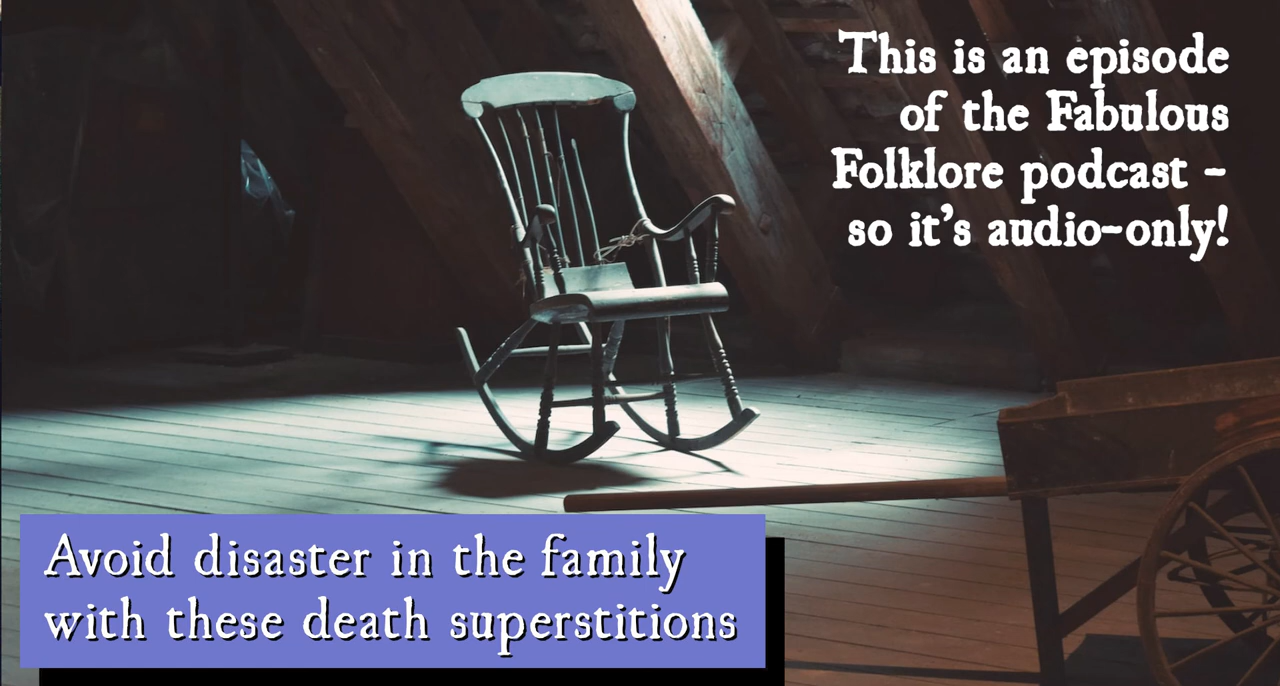 This is an episode
of the Fabulous
Folklore podcast -
so it's audio-only!
Avoid disaster in the family
with these death superstitions